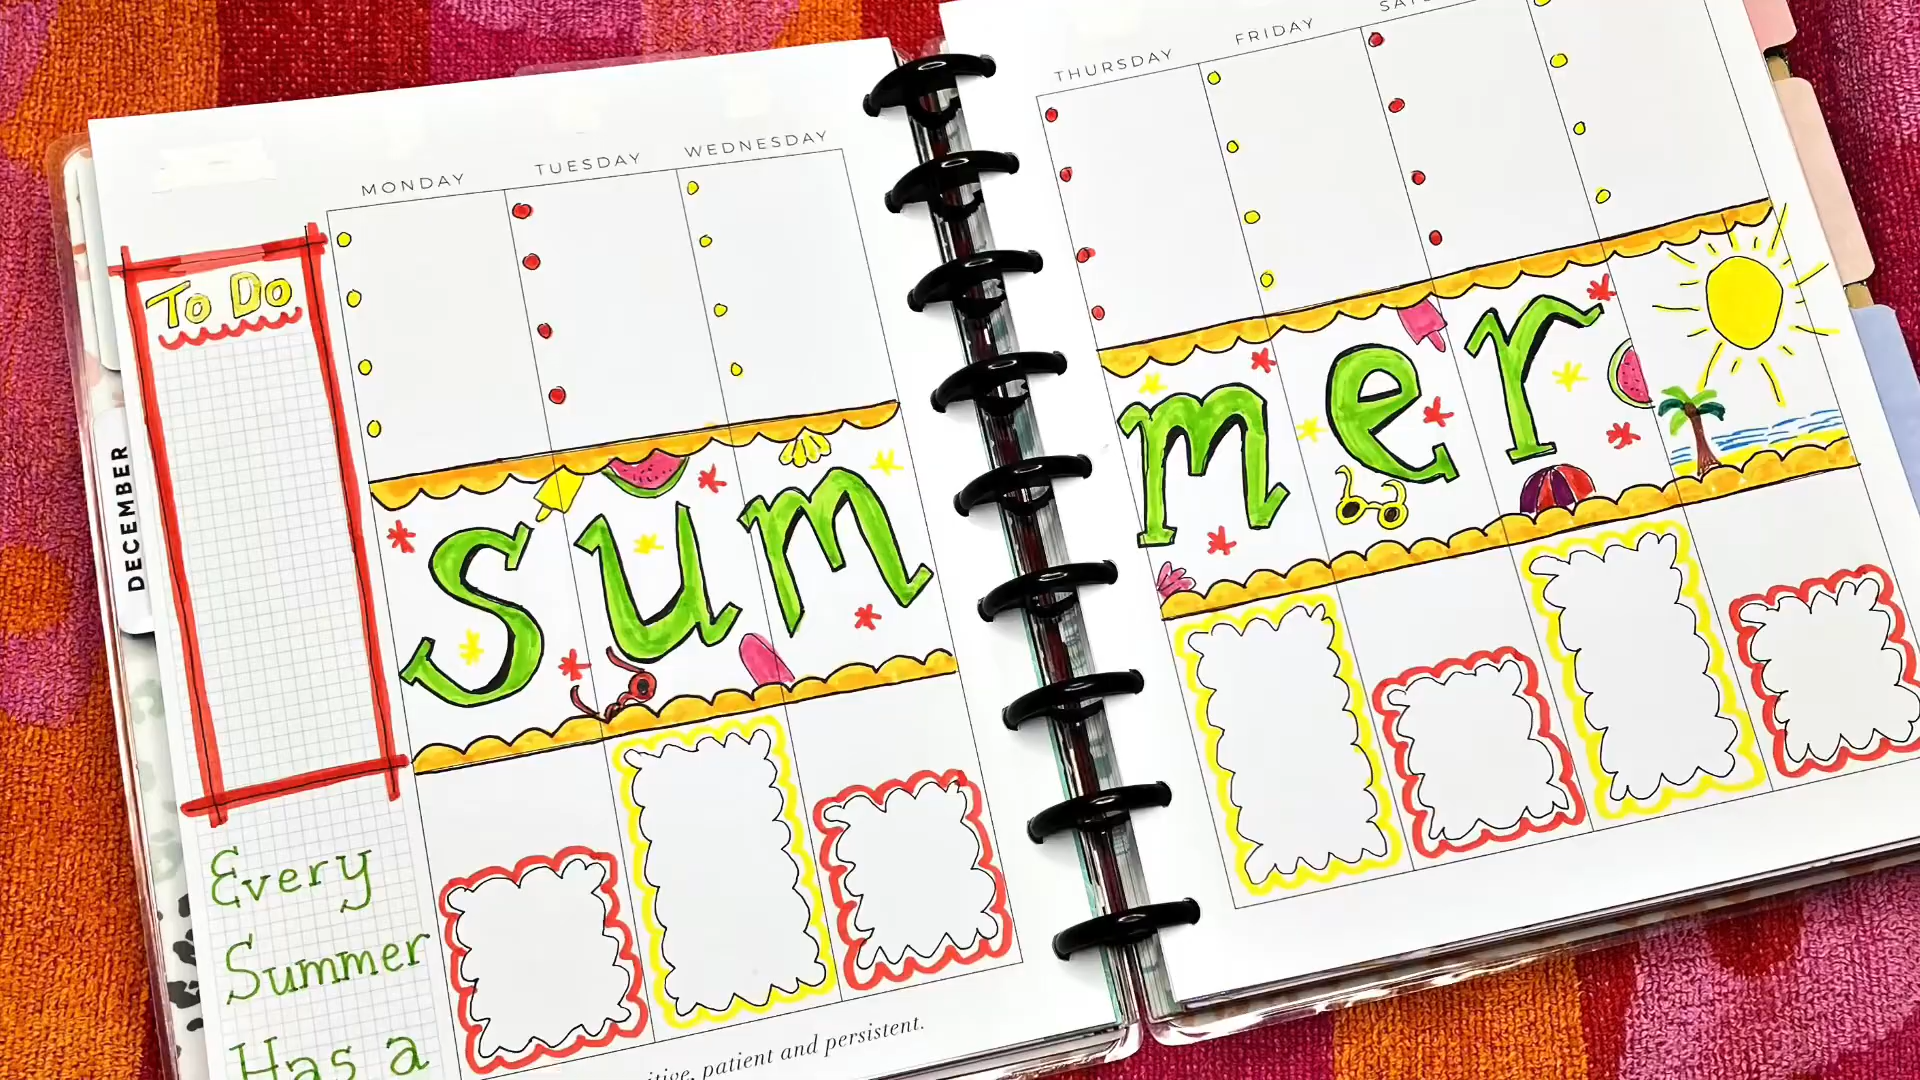 MONDAY
TUESDAY
WEDNESDAY
THURSDAY
FRIDAY
To Do
DECEMBER
summer
Every
Summer
Has a
patient and persistent.